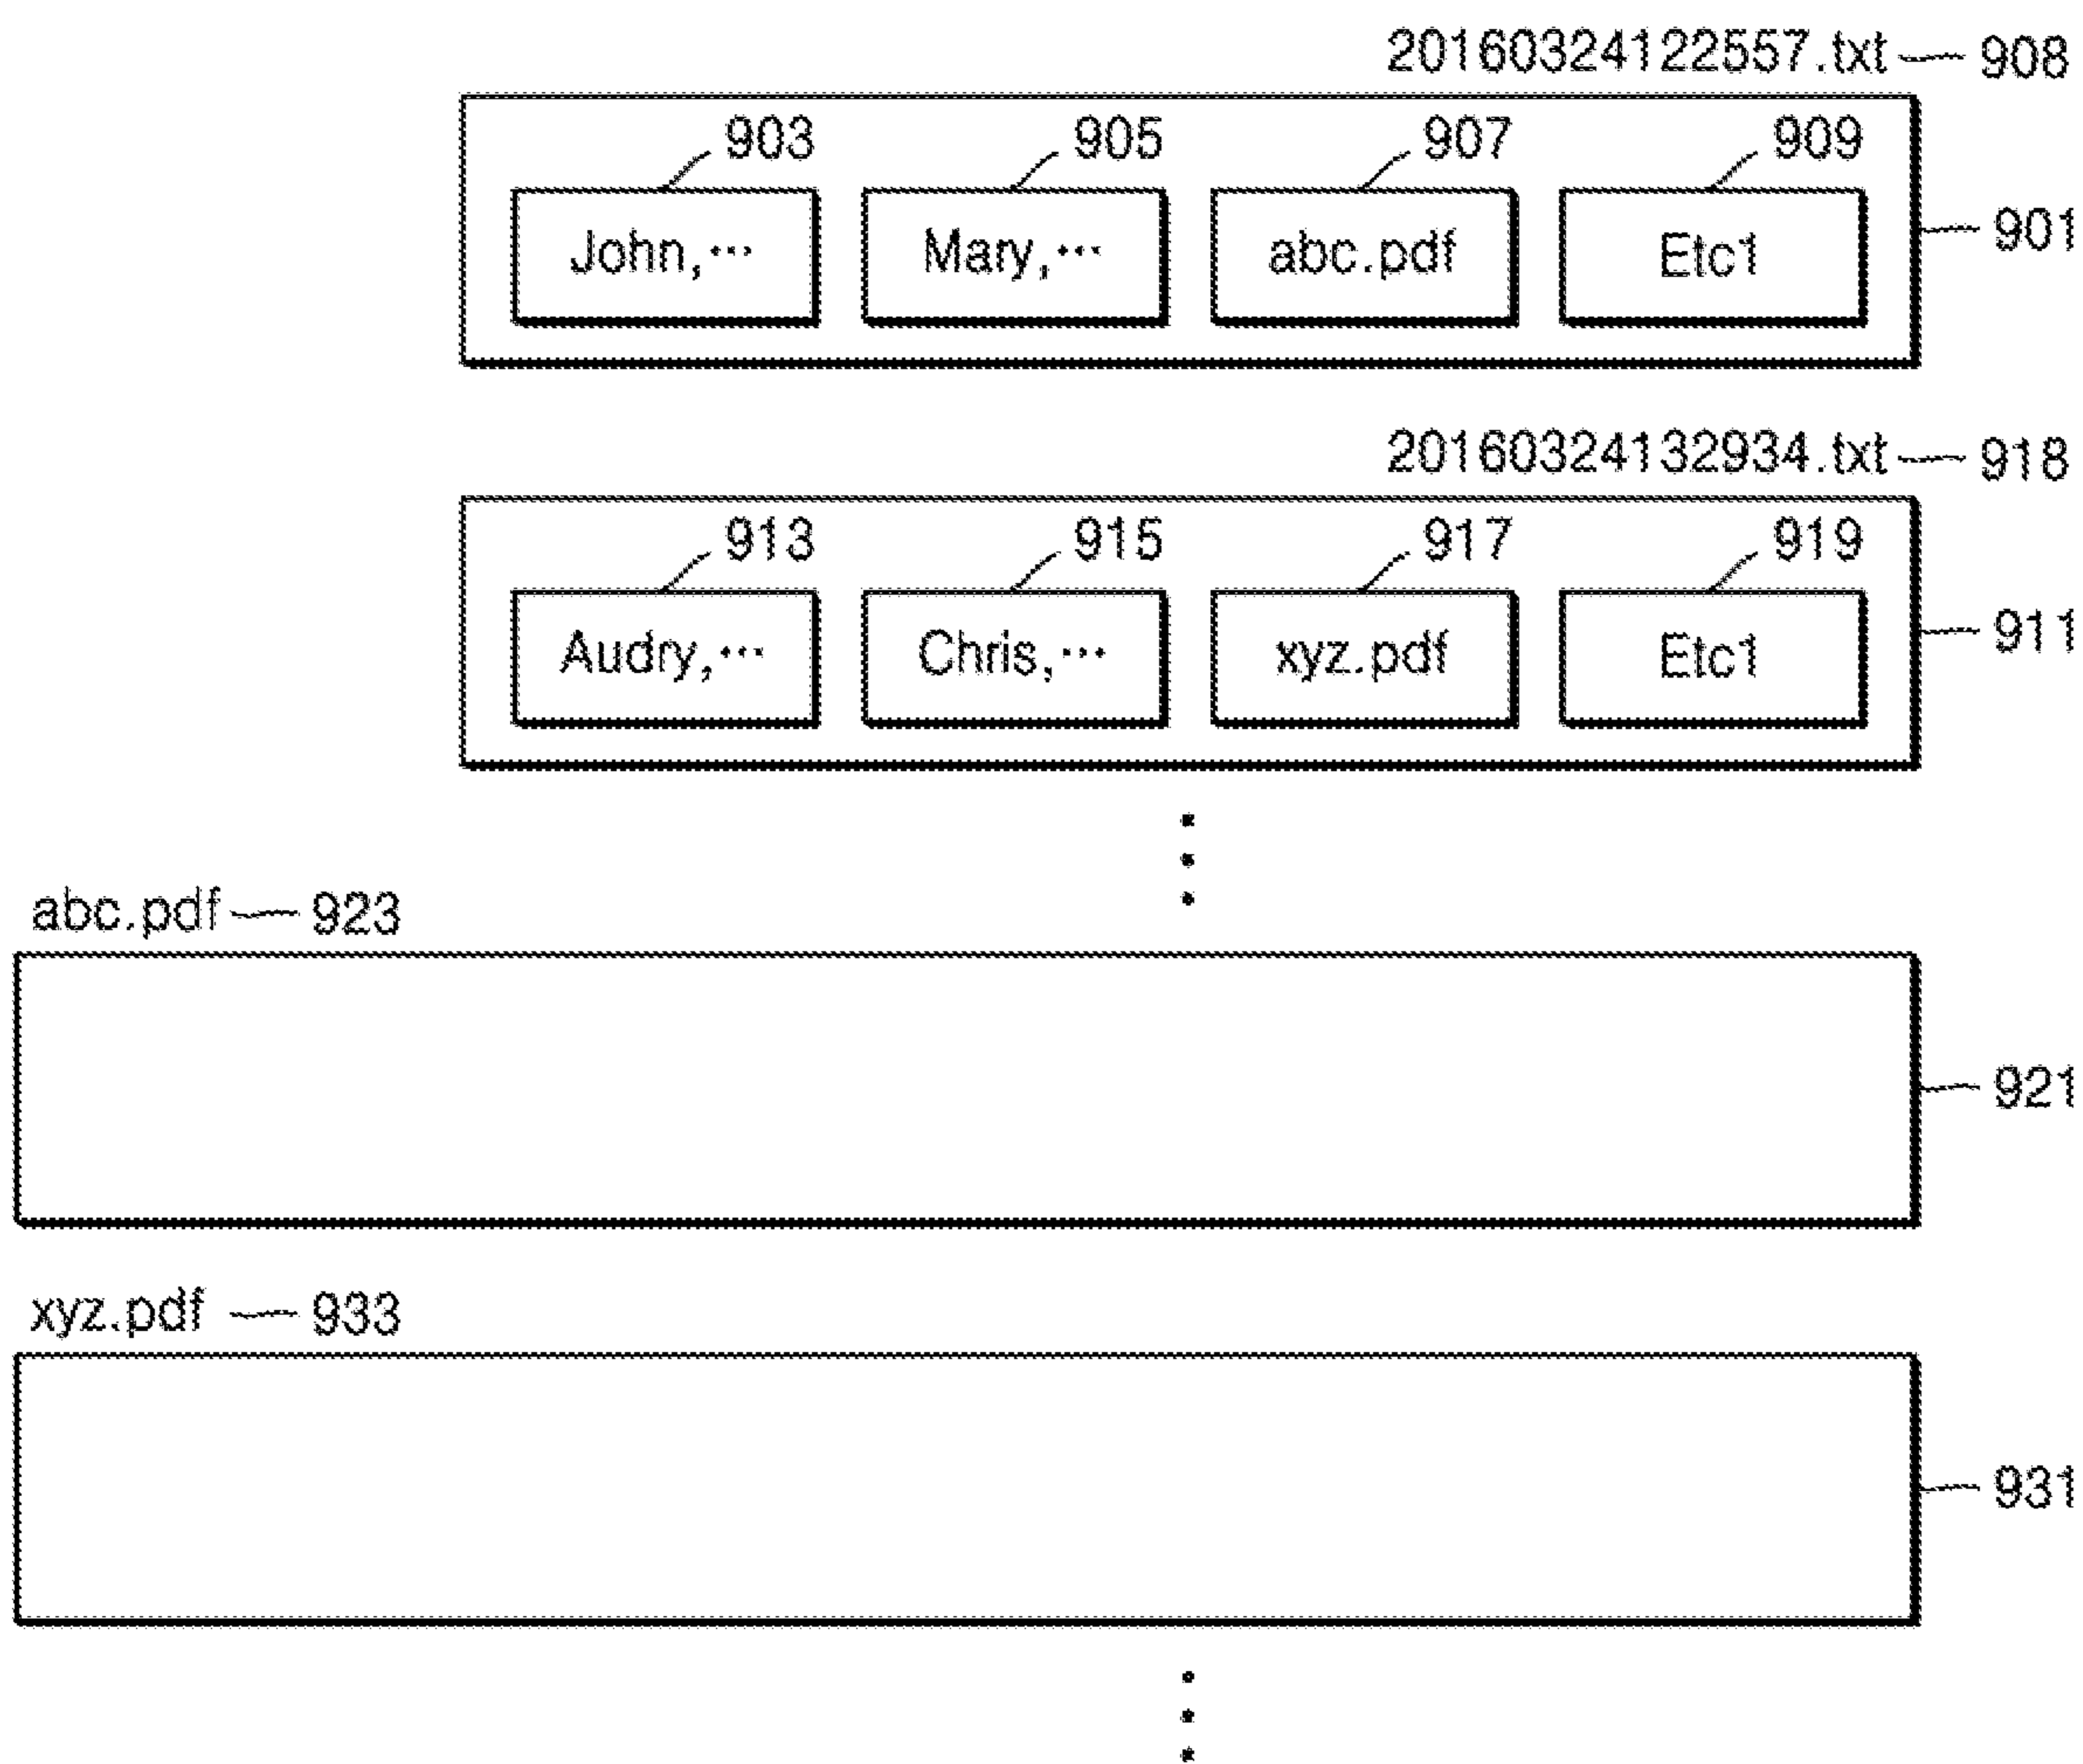 20160324122557.txt 908
903 905 907 909
John,··· Mary,··· abc.pdf Etc1 901
20160324132934.txt 918
913 915 917 919
Audry,··· Chris,··· xyz.pdf Etc1 911
abc.pdf 923
921
xyz.pdf 933
931